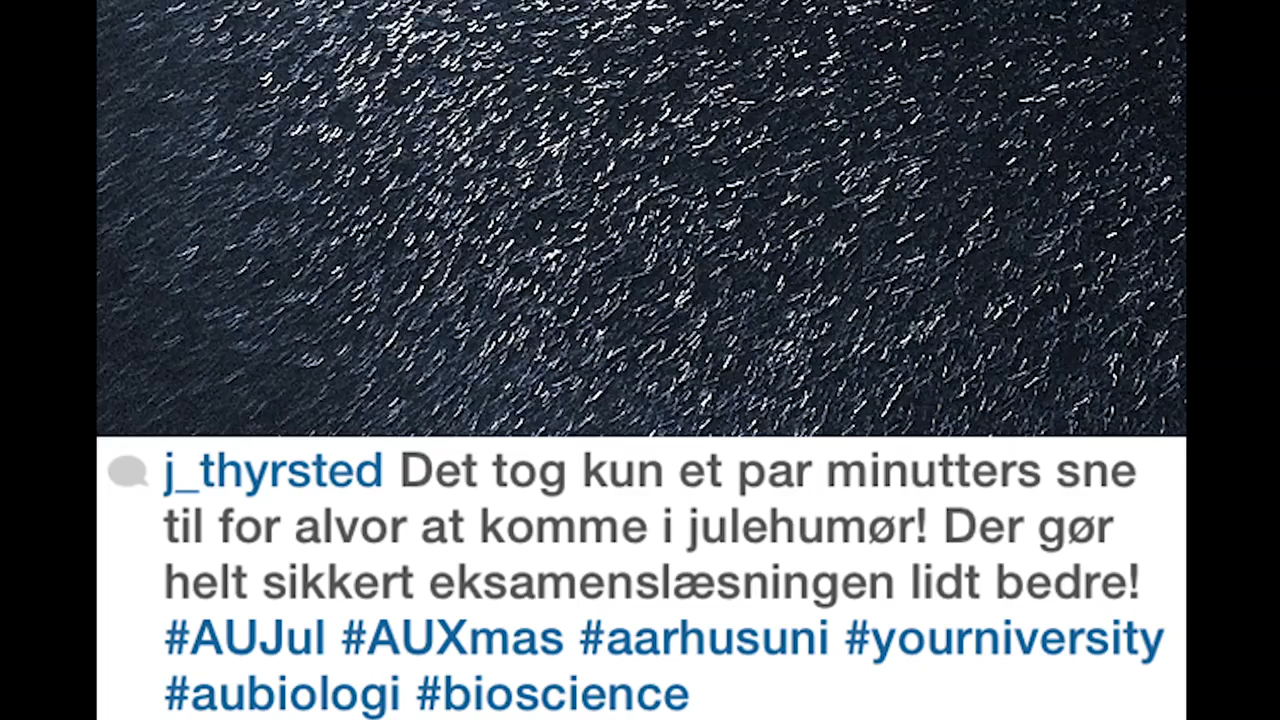 j_thyrsted Det tog kun et par minutters sne
til for alvor at komme i julehumør! Der gør
helt sikkert eksamenslæsningen lidt bedre!
#AUJul #AUXmas #aarhusuni #yourniversity
#aubiologi #bioscience